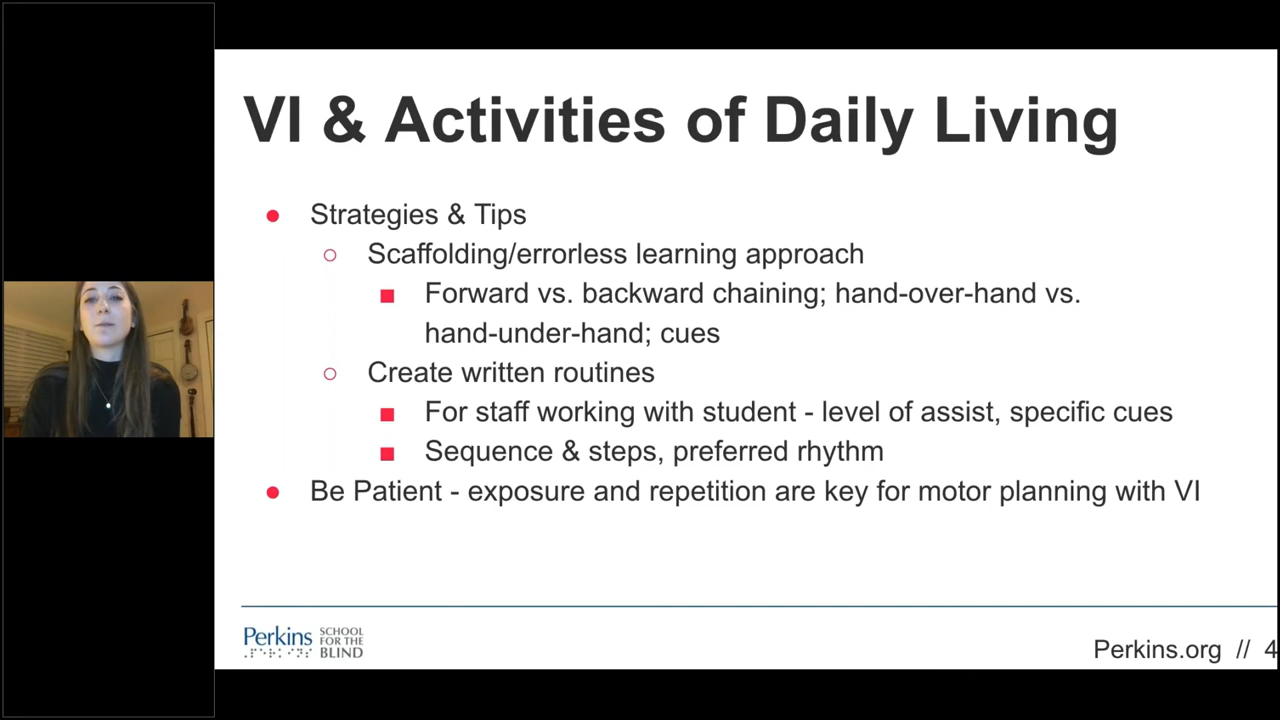 VI & Activities of Daily Living
● Strategies & Tips
○ Scaffolding/errorless learning approach
■ Forward vs. backward chaining; hand-over-hand vs.
hand-under-hand; cues
○ Create written routines
■ For staff working with student - level of assist, specific cues
■ Sequence & steps, preferred rhythm
● Be Patient - exposure and repetition are key for motor planning with VI
Perkins SCHOOL FOR THE BLIND
Perkins.org // 4